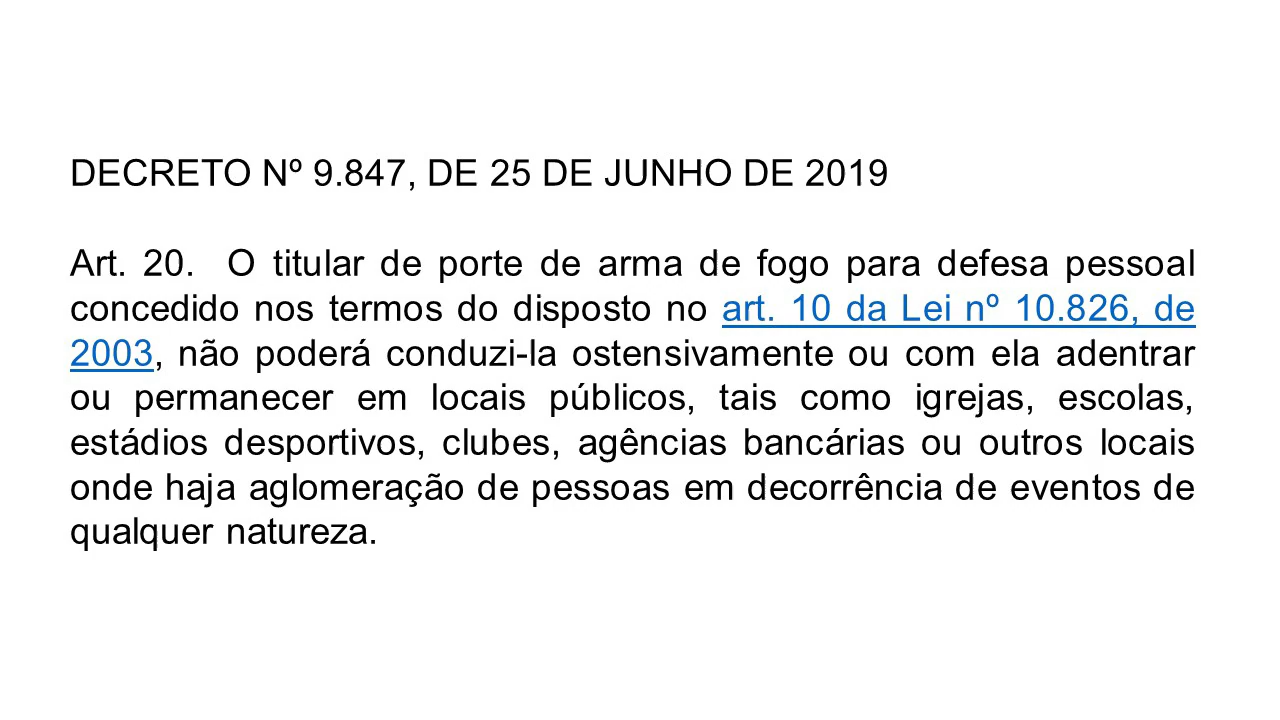 DECRETO Nº 9.847, DE 25 DE JUNHO DE 2019
Art. 20. O titular de porte de arma de fogo para defesa pessoal
concedido nos termos do disposto no art. 10 da Lei nº 10.826, de
2003, não poderá conduzi-la ostensivamente ou com ela adentrar
ou permanecer em locais públicos, tais como igrejas, escolas,
estádios desportivos, clubes, agências bancárias ou outros locais
onde haja aglomeração de pessoas em decorrência de eventos de
qualquer natureza.